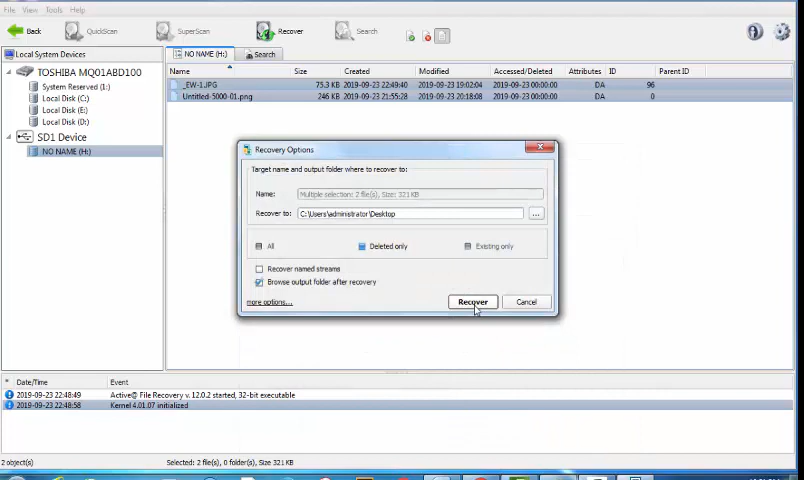 File View Tools Help
Back QuickScan SuperScan Recover Search
Local System Devices
TOSHIBA MQ01ABD100
System Reserved (1:)
Local Disk (C:)
Local Disk (E:)
Local Disk (D:)
SD1 Device
NO NAME (H:)
NO NAME (H:) Search
Name Size Created Modified Accessed/Deleted Attributes ID Parent ID
_EW-1.JPG 75.3 KB 2019-09-23 22:49:40 2019-09-23 19:02:04 2019-09-23 00:00:00 DA 96
Untitled-5000-01.png 246 KB 2019-09-23 21:55:28 2019-09-23 20:18:08 2019-09-23 00:00:00 DA 0
Recovery Options
Target name and output folder where to recover to:
Name: Multiple selection: 2 file(s), Size: 321 KB
Recover to: C:\Users\administrator\Desktop ...
All Deleted only Existing only
Recover named streams
Browse output folder after recovery
more options... Recover Cancel
* Date/Time Event
2019-09-23 22:48:49 Active@ File Recovery v. 12.0.2 started, 32-bit executable
2019-09-23 22:48:58 Kernel 4.01.07 initialized
2 object(s) Selected: 2 file(s), 0 folder(s), Size 321 KB